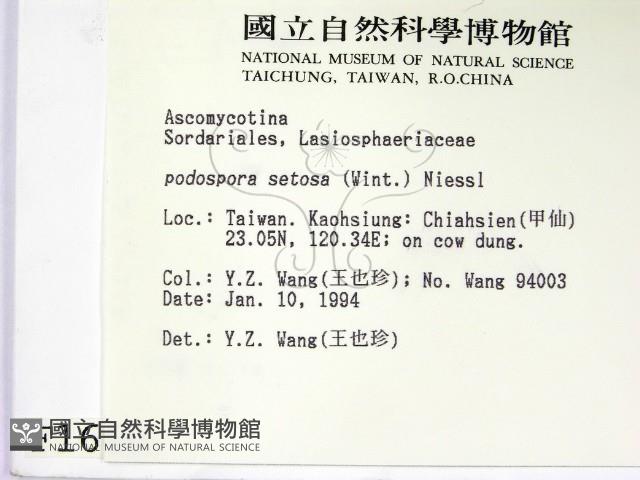 國立自然科學博物館
NATIONAL MUSEUM OF NATURAL SCIENCE
TAICHUNG, TAIWAN, R.O.CHINA
Ascomycotina
Sordariales, Lasiosphaeriaceae
podospora setosa (Wint.) Niessl
Loc.: Taiwan. Kaohsiung: Chiahsien(甲仙)
23.05N, 120.34E; on cow dung.
Col.: Y.Z. Wang(王也珍); No. Wang 94003
Date: Jan. 10, 1994
Det.: Y.Z. Wang(王也珍)
F16
國立自然科學博物館
NATIONAL MUSEUM OF NATURAL SCIENCE